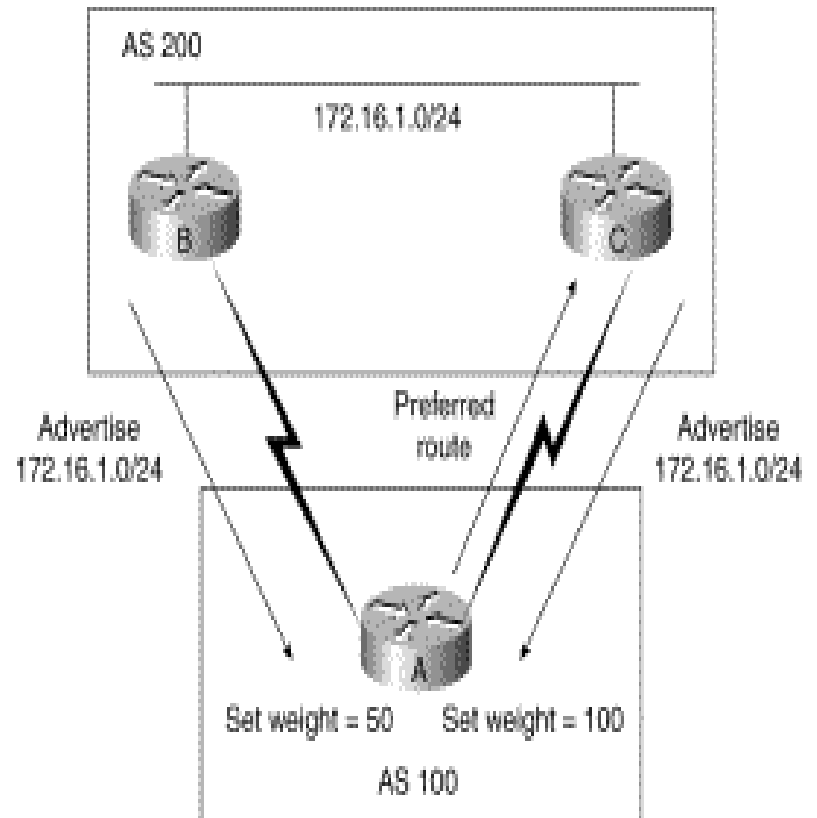 AS 200
172.16.1.0/24
B
C
Advertise
172.16.1.0/24
Preferred
route
Advertise
172.16.1.0/24
A
Set weight = 50
Set weight = 100
AS 100